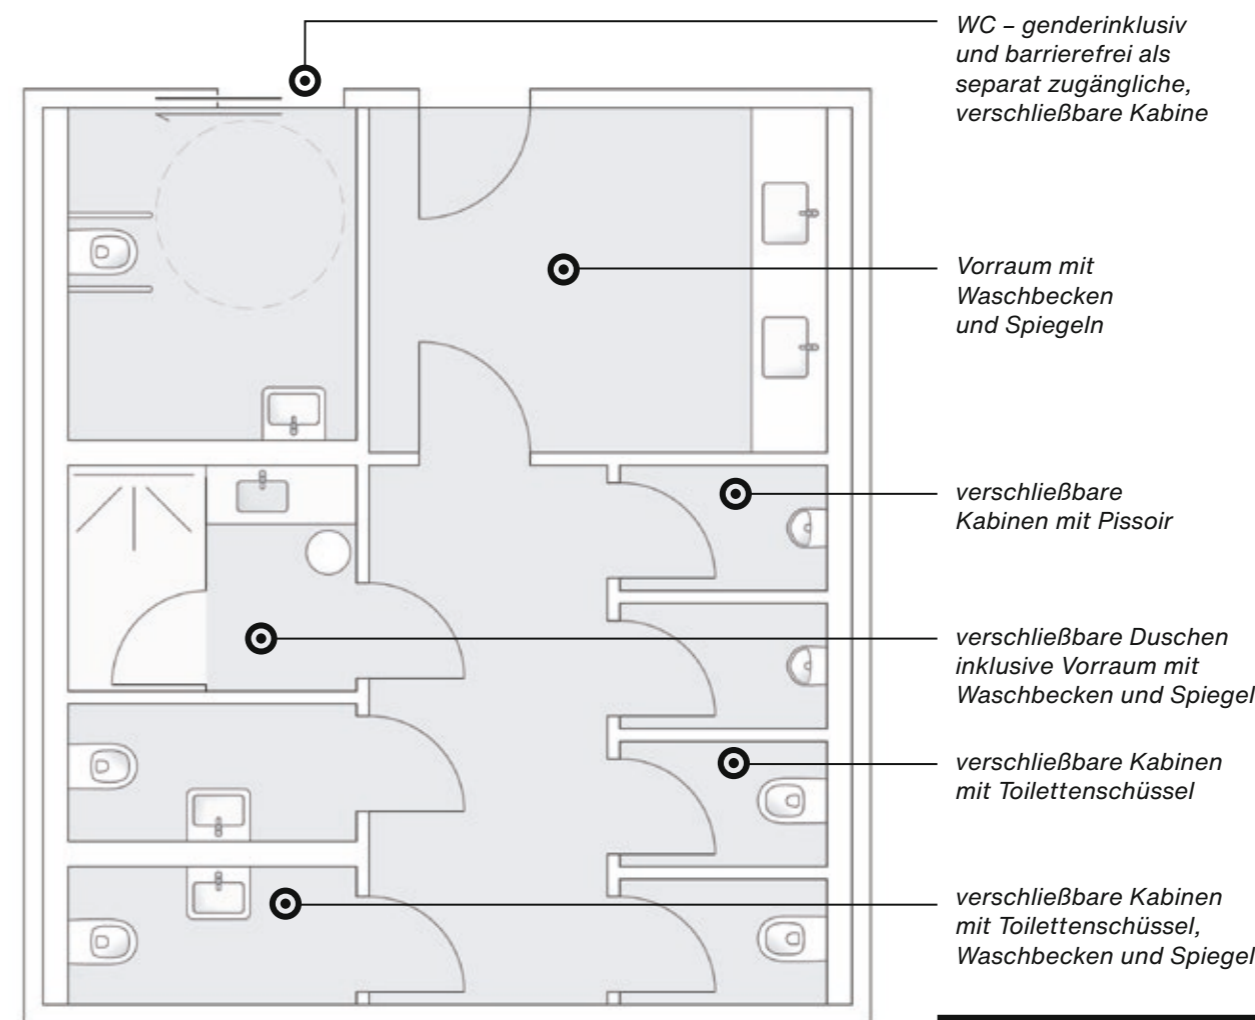 WC – genderinklusiv
und barrierefrei als
separat zugängliche,
verschließbare Kabine
Vorraum mit
Waschbecken
und Spiegeln
verschließbare
Kabinen mit Pissoir
verschließbare Duschen
inklusive Vorraum mit
Waschbecken und Spiegel
verschließbare Kabinen
mit Toilettenschüssel
verschließbare Kabinen
mit Toilettenschüssel,
Waschbecken und Spiegel